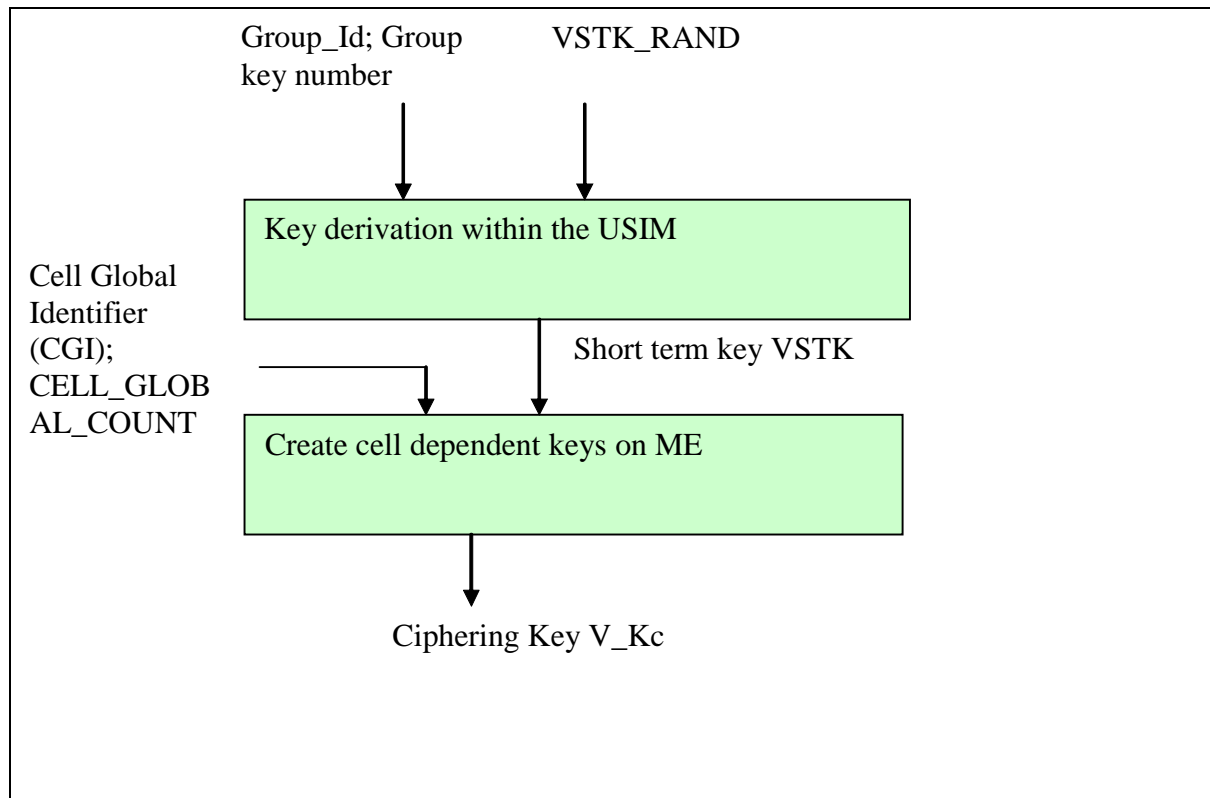 Group_Id; Group
key number
VSTK_RAND
Key derivation within the USIM
Cell Global
Identifier
(CGI);
CELL_GLOB
AL_COUNT
Short term key VSTK
Create cell dependent keys on ME
Ciphering Key V_Kc